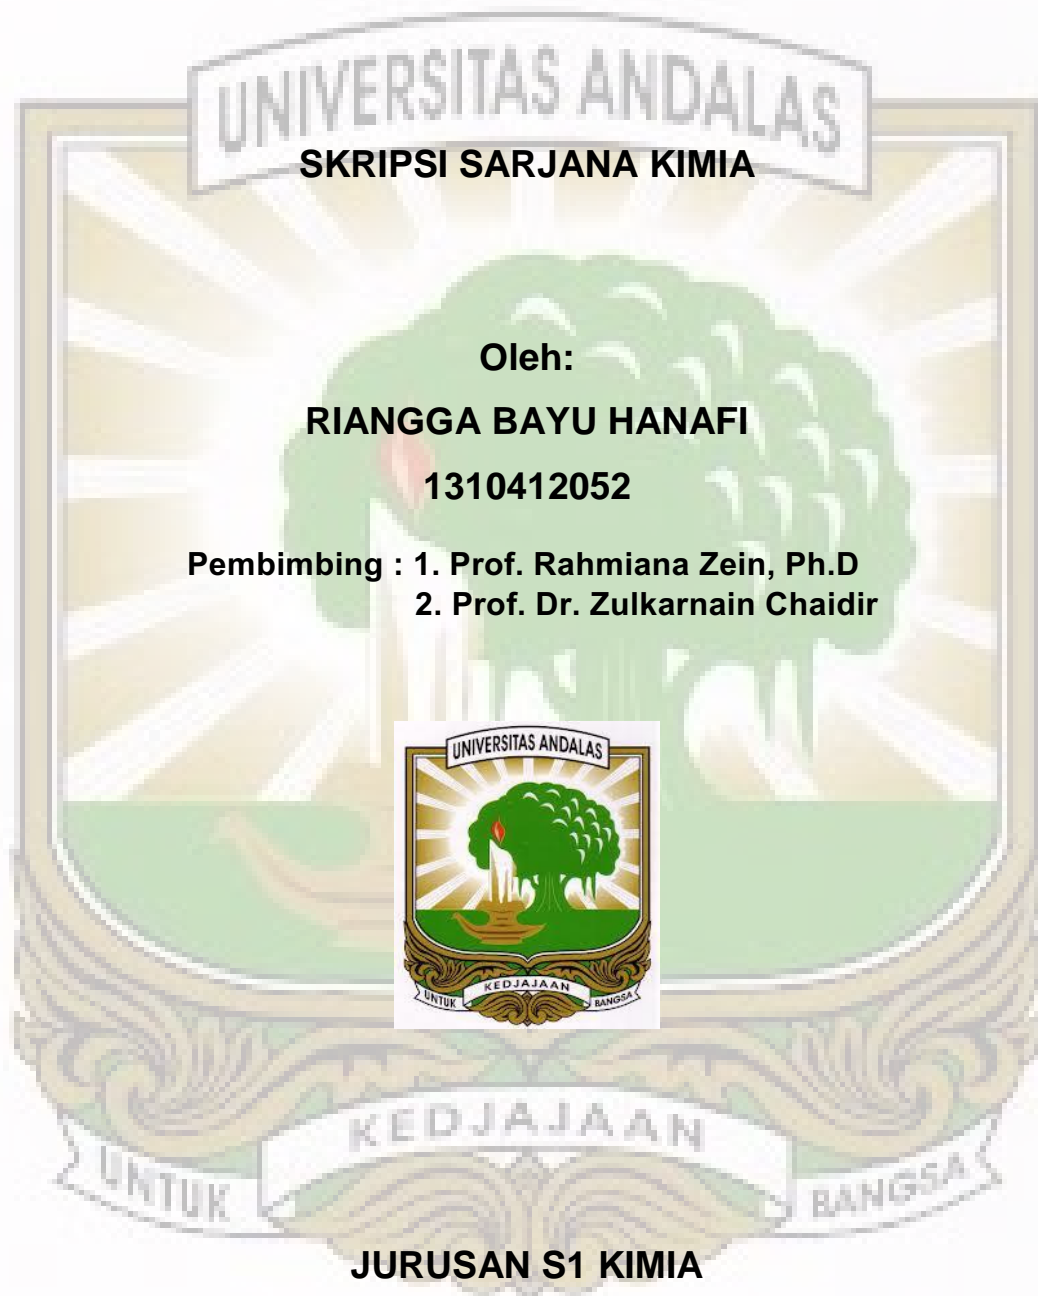 UNIVERSITAS ANDALAS
SKRIPSI SARJANA KIMIA
Oleh:
RIANGGA BAYU HANAFI
1310412052
Pembimbing : 1. Prof. Rahmiana Zein, Ph.D
2. Prof. Dr. Zulkarnain Chaidir
UNIVERSITAS ANDALAS
UNTUK KEDJAJAAN BANGSA
KEDJAJAAN
UNTUK BANGSA
JURUSAN S1 KIMIA